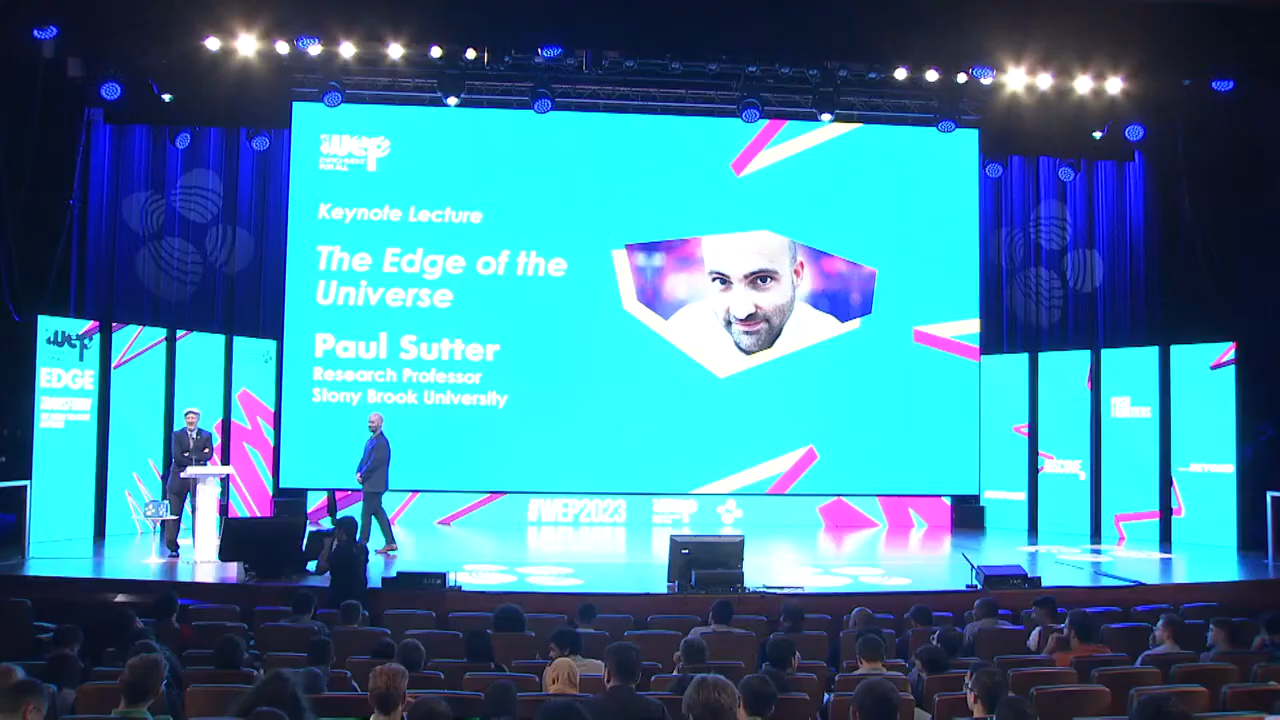 wep
ENRICHMENT
FOR ALL
Keynote Lecture
The Edge of the
Universe
Paul Sutter
Research Professor
Stony Brook University
wep
EDGE
#WEP2023